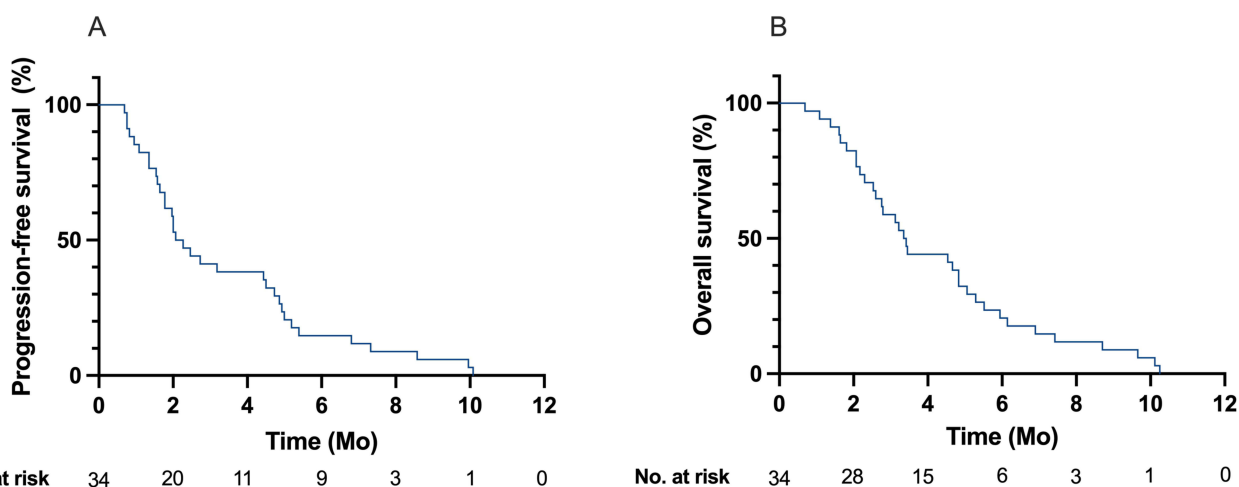 A
Progression-free survival (%)
100
50
0
0 2 4 6 8 10 12
Time (Mo)
at risk 34 20 11 9 3 1 0
B
Overall survival (%)
100
50
0
0 2 4 6 8 10 12
Time (Mo)
No. at risk 34 28 15 6 3 1 0